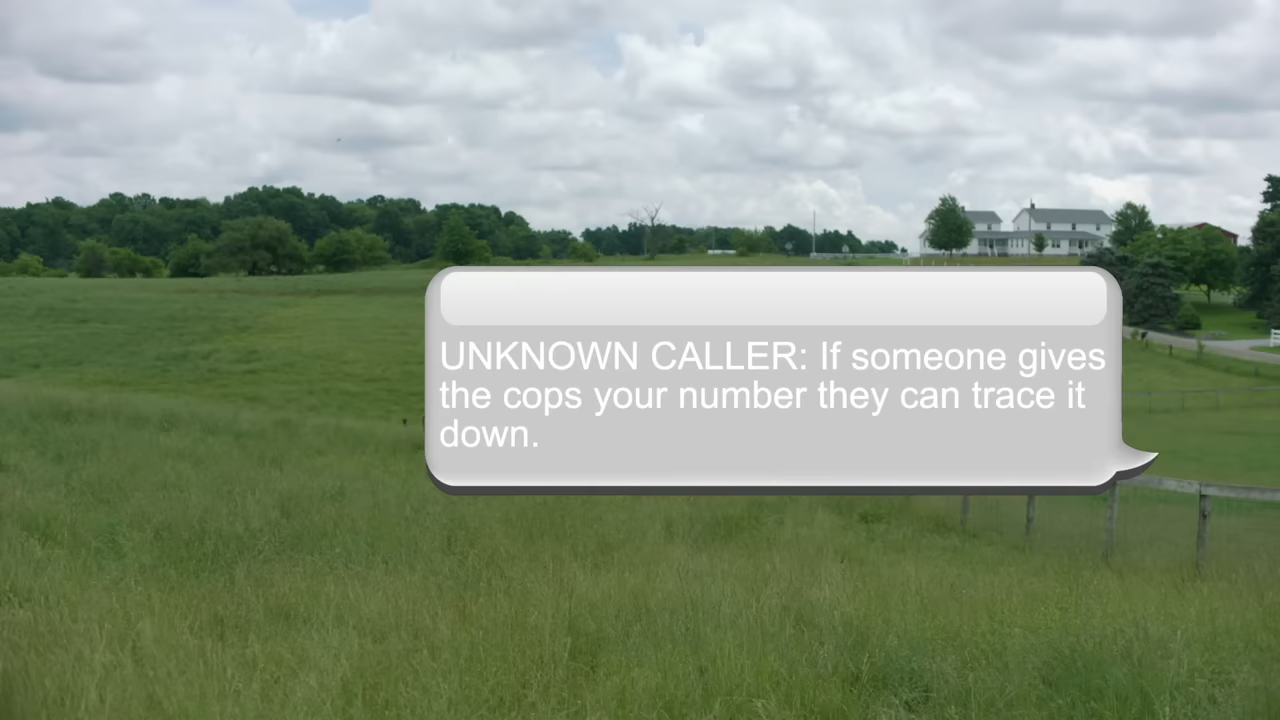 UNKNOWN CALLER: If someone gives
the cops your number they can trace it
down.